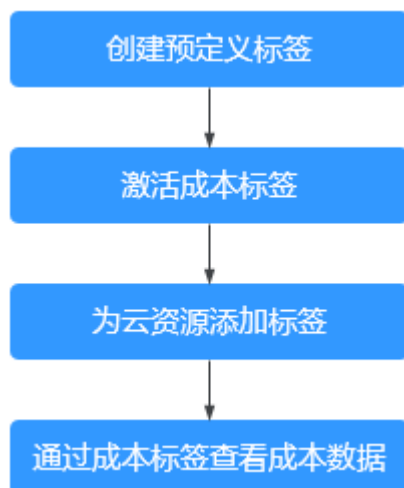 创建预定义标签
激活成本标签
为云资源添加标签
通过成本标签查看成本数据